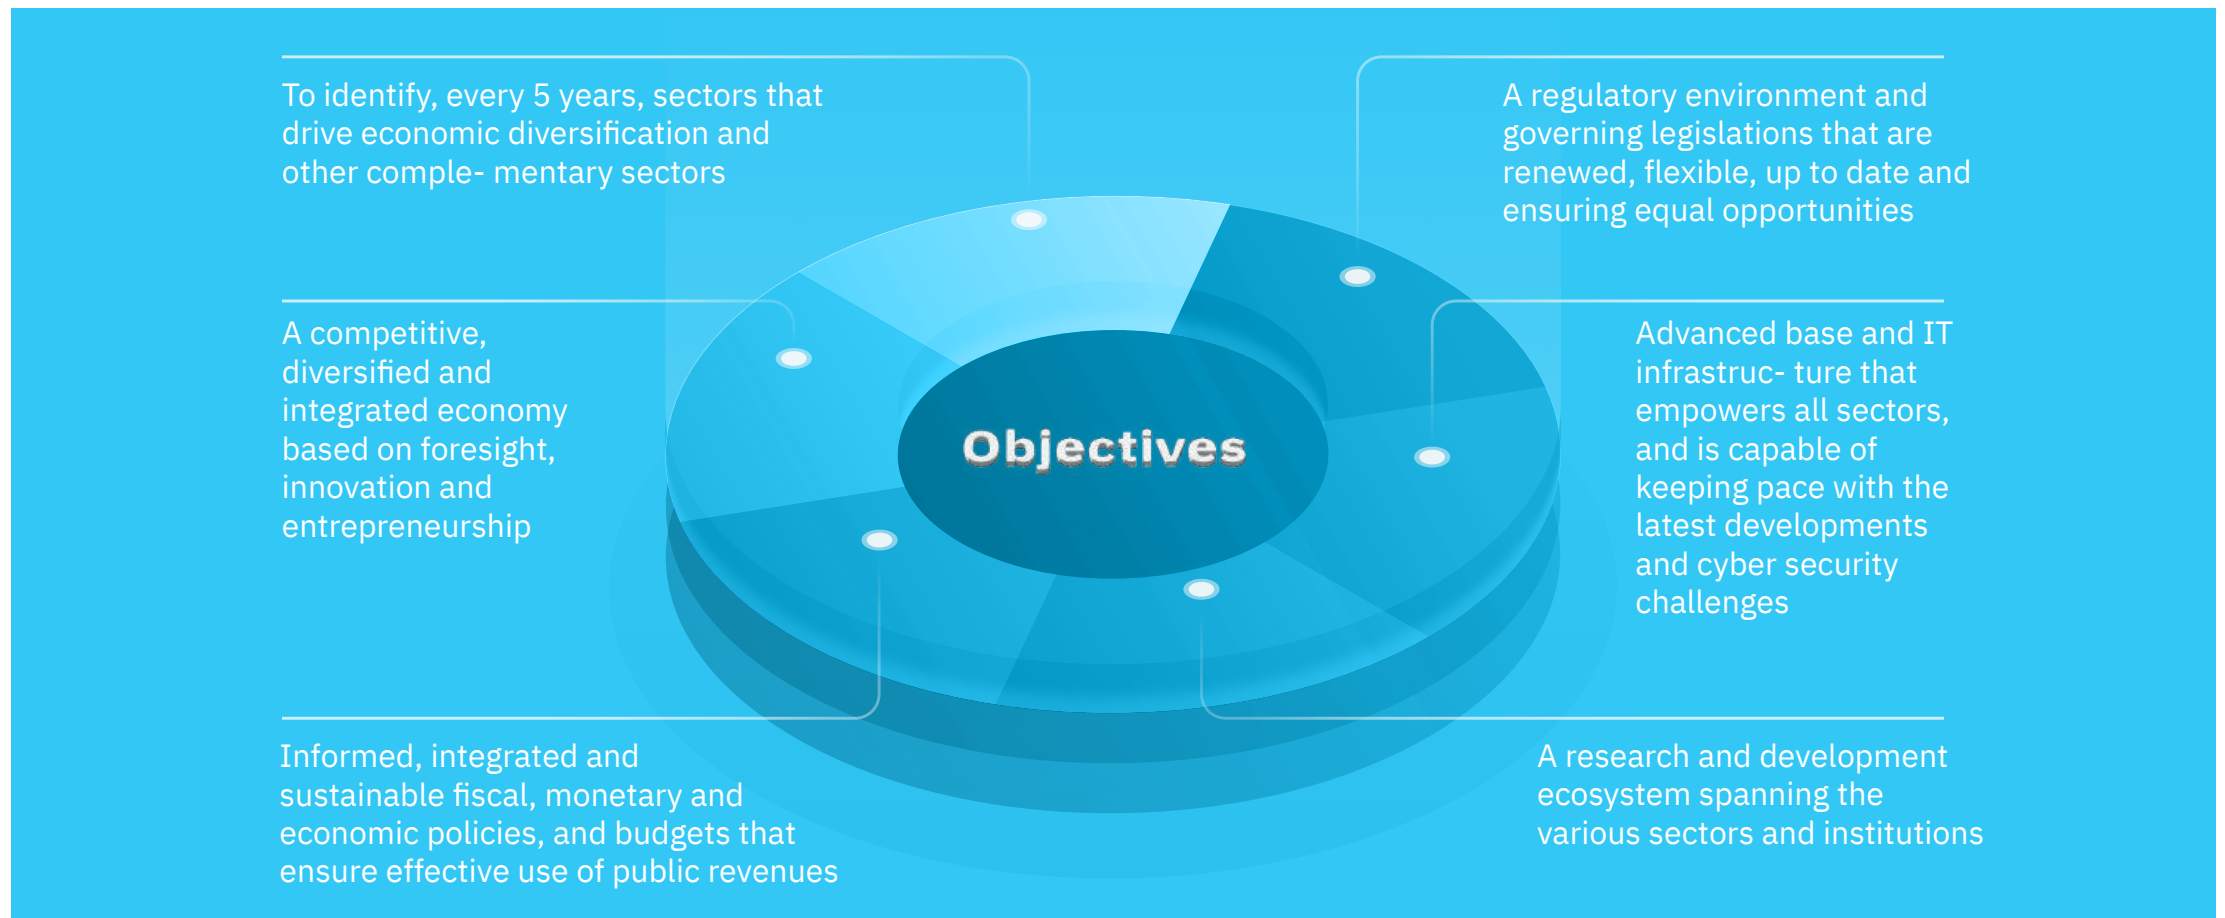 To identify, every 5 years, sectors that
drive economic diversification and
other comple- mentary sectors
A regulatory environment and
governing legislations that are
renewed, flexible, up to date and
ensuring equal opportunities
A competitive,
diversified and
integrated economy
based on foresight,
innovation and
entrepreneurship
Objectives
Advanced base and IT
infrastruc- ture that
empowers all sectors,
and is capable of
keeping pace with the
latest developments
and cyber security
challenges
Informed, integrated and
sustainable fiscal, monetary and
economic policies, and budgets that
ensure effective use of public revenues
A research and development
ecosystem spanning the
various sectors and institutions